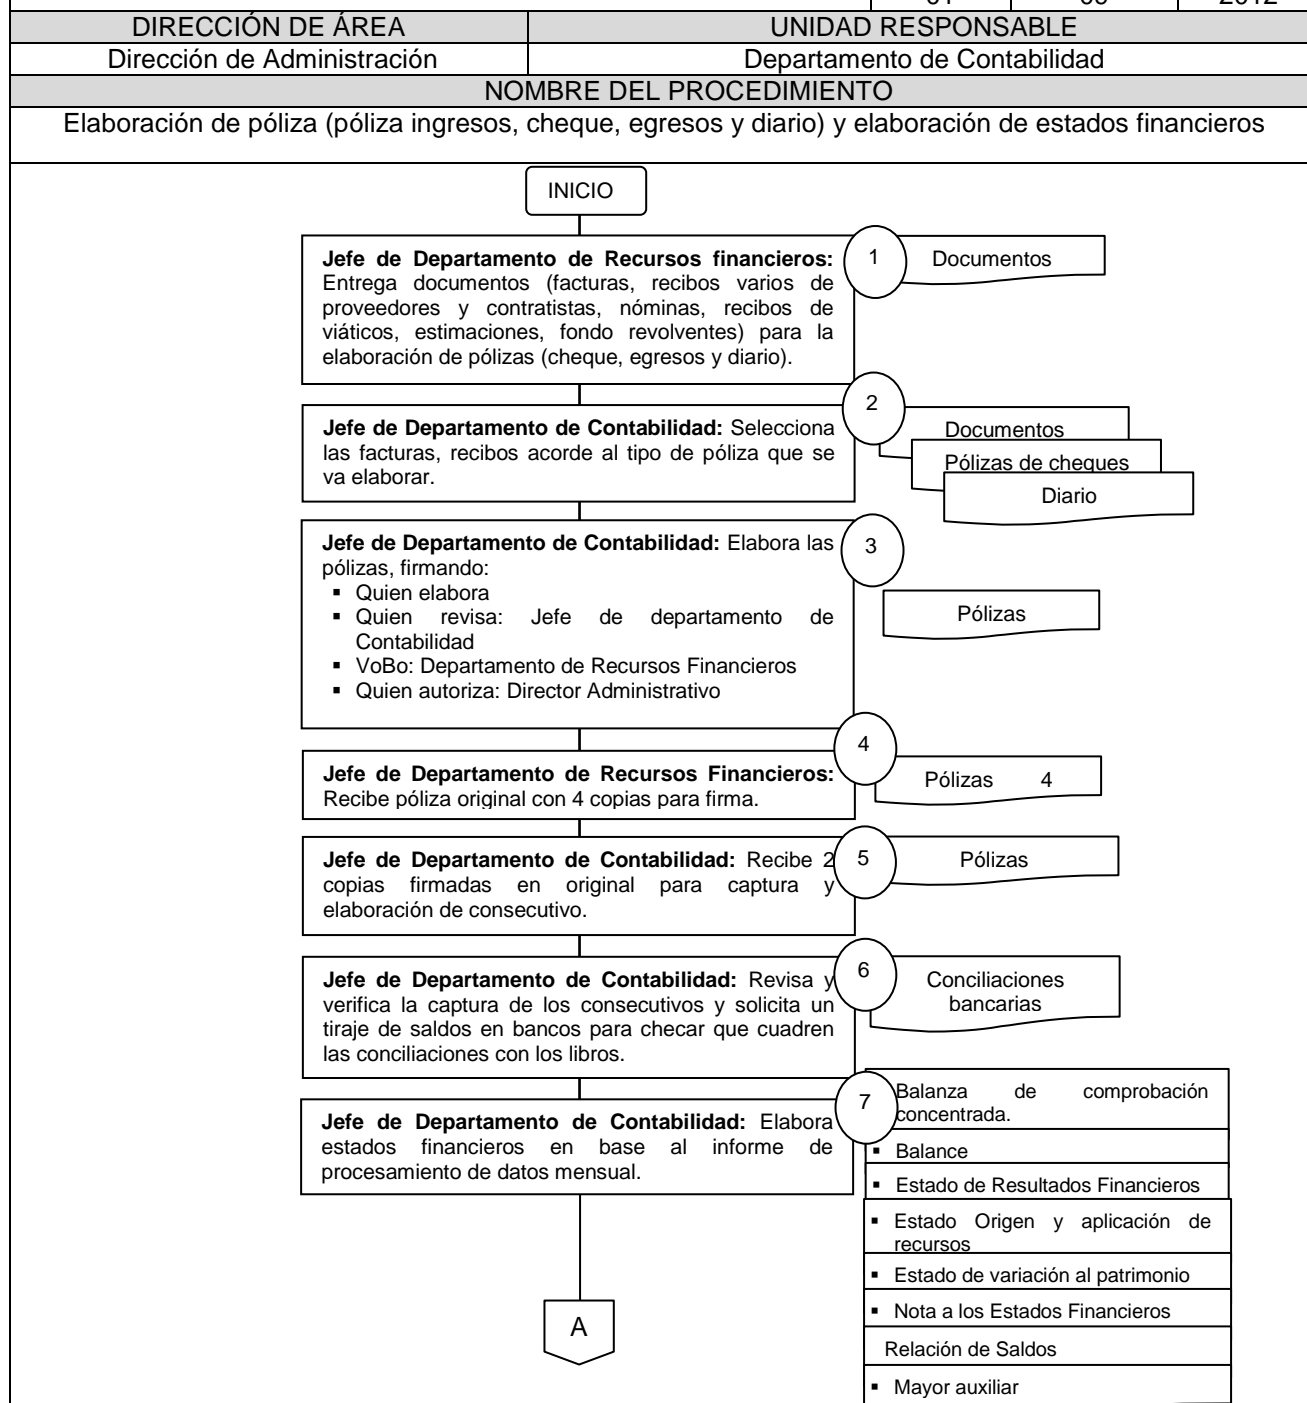 DIRECCIÓN DE ÁREA
UNIDAD RESPONSABLE
Dirección de Administración
Departamento de Contabilidad
NOMBRE DEL PROCEDIMIENTO
Elaboración de póliza (póliza ingresos, cheque, egresos y diario) y elaboración de estados financieros
INICIO
Jefe de Departamento de Recursos financieros:
Entrega documentos (facturas, recibos varios de
proveedores y contratistas, nóminas, recibos de
viáticos, estimaciones, fondo revolventes) para la
elaboración de pólizas (cheque, egresos y diario).
1
Documentos
Jefe de Departamento de Contabilidad: Selecciona
las facturas, recibos acorde al tipo de póliza que se
va elaborar.
2
Documentos
Pólizas de cheques
Diario
Jefe de Departamento de Contabilidad: Elabora las
pólizas, firmando:
▪ Quien elabora
▪ Quien revisa: Jefe de departamento de
Contabilidad
▪ VoBo: Departamento de Recursos Financieros
▪ Quien autoriza: Director Administrativo
3
Pólizas
Jefe de Departamento de Recursos Financieros:
Recibe póliza original con 4 copias para firma.
4
Pólizas 4
Jefe de Departamento de Contabilidad: Recibe 2
copias firmadas en original para captura y
elaboración de consecutivo.
5
Pólizas
Jefe de Departamento de Contabilidad: Revisa y
verifica la captura de los consecutivos y solicita un
tiraje de saldos en bancos para checar que cuadren
las conciliaciones con los libros.
6
Conciliaciones
bancarias
Jefe de Departamento de Contabilidad: Elabora
estados financieros en base al informe de
procesamiento de datos mensual.
7
Balanza de comprobación
concentrada.
▪ Balance
▪ Estado de Resultados Financieros
▪ Estado Origen y aplicación de
recursos
▪ Estado de variación al patrimonio
▪ Nota a los Estados Financieros
Relación de Saldos
▪ Mayor auxiliar
A